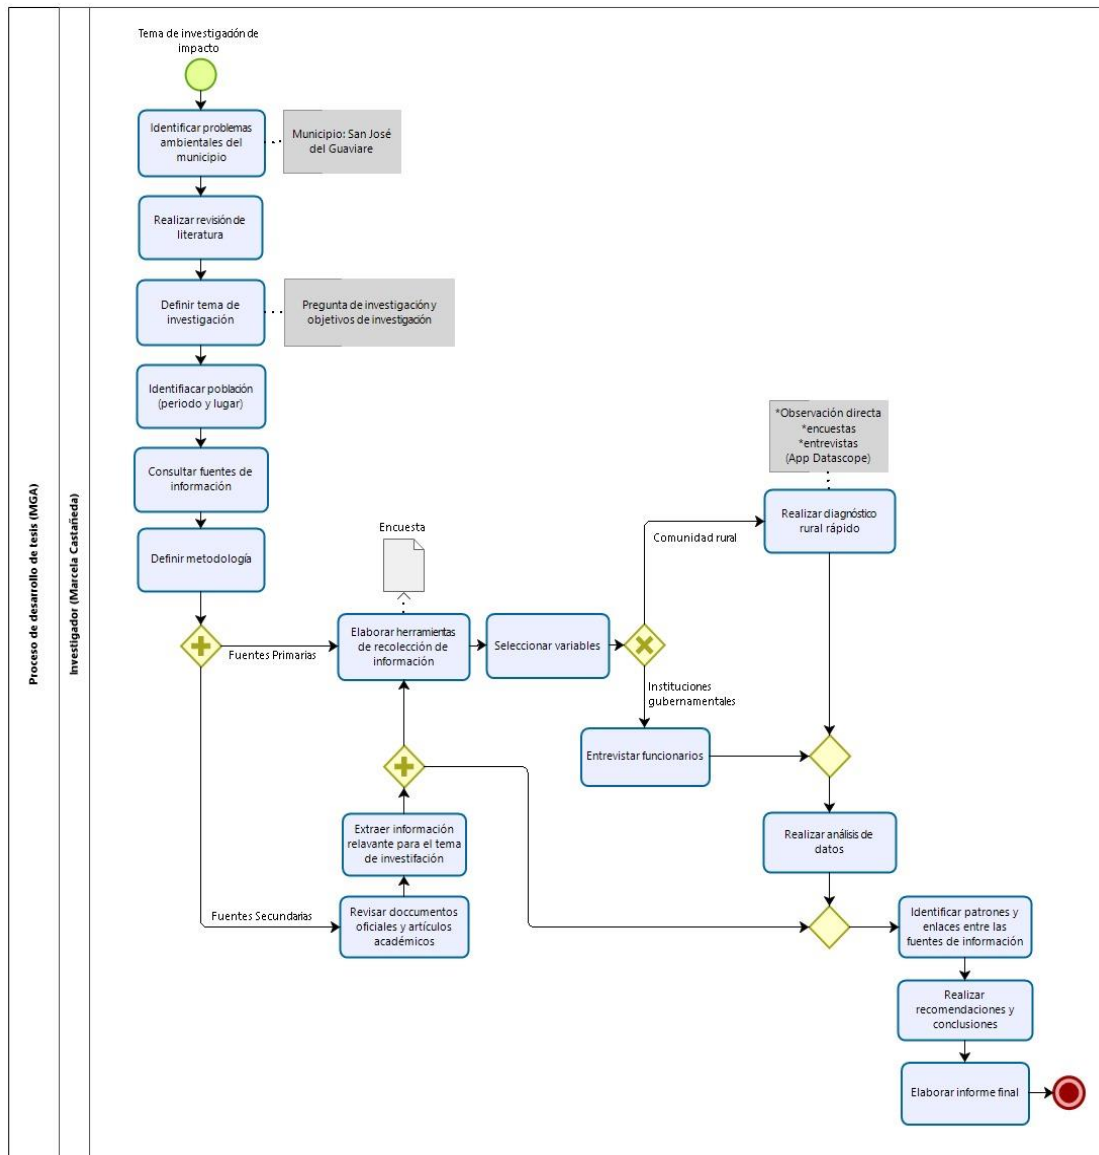 Proceso de desarrollo de tesis (MGA)
Investigador (Marcela Castañeda)
Tema de investigación de
impacto
Identificar problemas
ambientales del
municipio
Municipio: San José
del Guaviare
Realizar revisión de
literatura
Definir tema de
investigación
Pregunta de investigación y
objetivos de investigación
Identifiacar población
(periodo y lugar)
Consultar fuentes de
información
Definir metodología
Fuentes Primarias
Encuesta
Elaborar herramientas
de recolección de
información
Seleccionar variables
Comunidad rural
*Observación directa
*encuestas
*entrevistas
(App Datascope)
Realizar diagnóstico
rural rápido
Instituciones
gubernamentales
Entrevistar funcionarios
Extraer información
relavante para el tema
de investifación
Fuentes Secundarias
Revisar doccumentos
oficiales y artículos
académicos
Realizar análisis de
datos
Identificar patrones y
enlaces entre las
fuentes de información
Realizar
recomendaciones y
conclusiones
Elaborar informe final